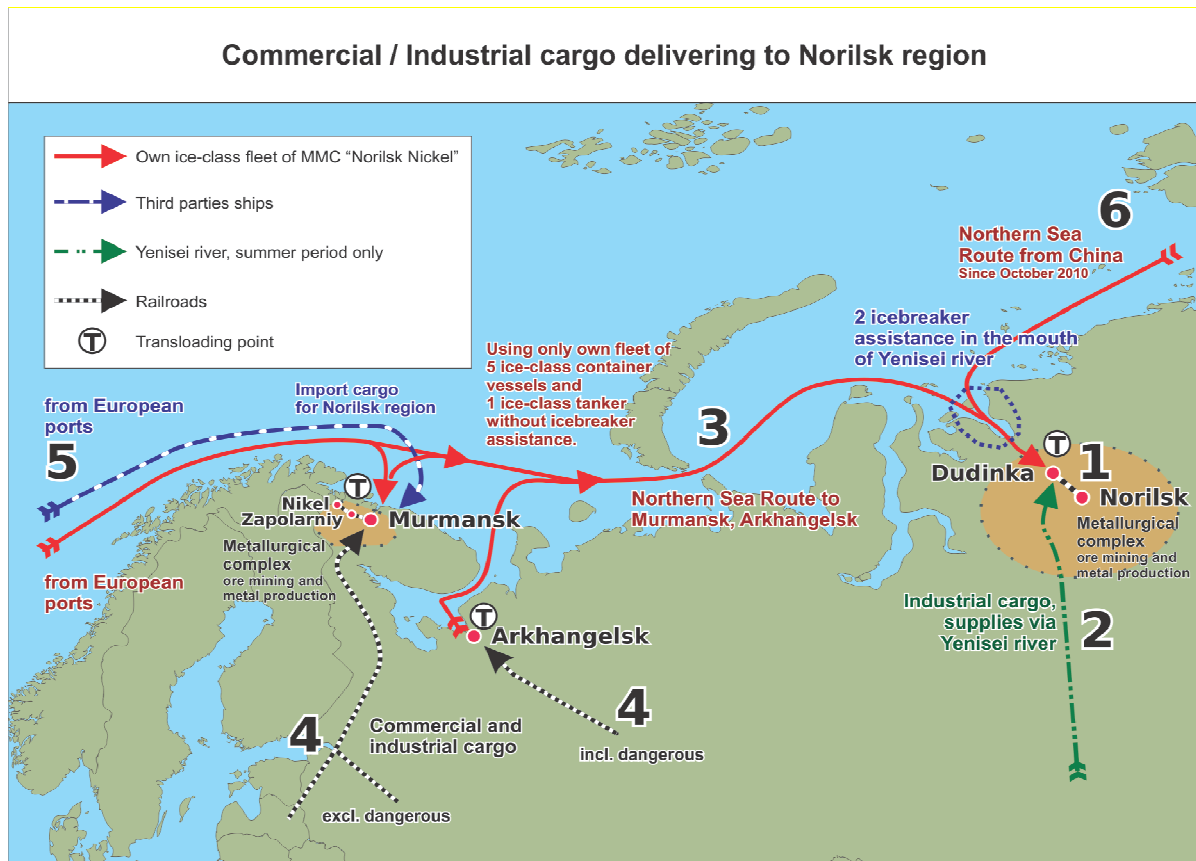 Commercial / Industrial cargo delivering to Norilsk region
Own ice-class fleet of MMC “Norilsk Nickel”
Third parties ships
Yenisei river, summer period only
Railroads
T
Transloading point
6
Northern Sea
Route from China
Since October 2010
2 icebreaker
assistance in the mouth
of Yenisei river
Using only own fleet of
5 ice-class container
vessels and
1 ice-class tanker
without icebreaker
assistance.
Import cargo
for Norilsk region
from European
ports
5
3
T
1
Dudinka
Norilsk
Metallurgical
complex
ore mining and
metal production
T
Nikel
Zapolarniy
Murmansk
Northern Sea Route to
Murmansk, Arkhangelsk
Metallurgical
complex
ore mining and
metal production
from European
ports
T
Arkhangelsk
Industrial cargo,
supplies via
Yenisei river
2
4
Commercial and
industrial cargo
4
incl. dangerous
excl. dangerous